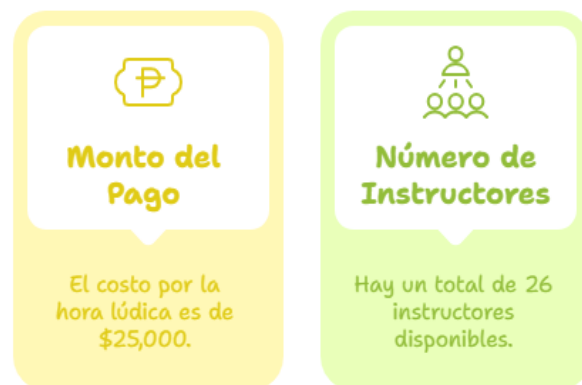 Monto del
Pago
El costo por la
hora lúdica es de
$25,000.
Número de
Instructores
Hay un total de 26
instructores
disponibles.